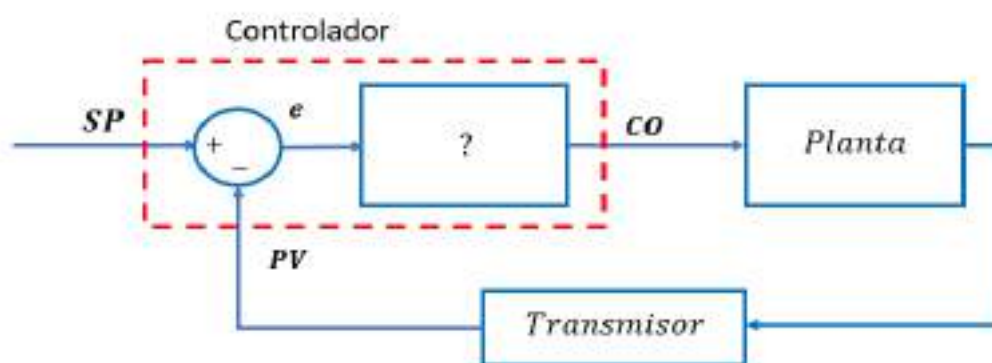 Controlador
SP
+
−
e
?
CO
Planta
PV
Transmisor